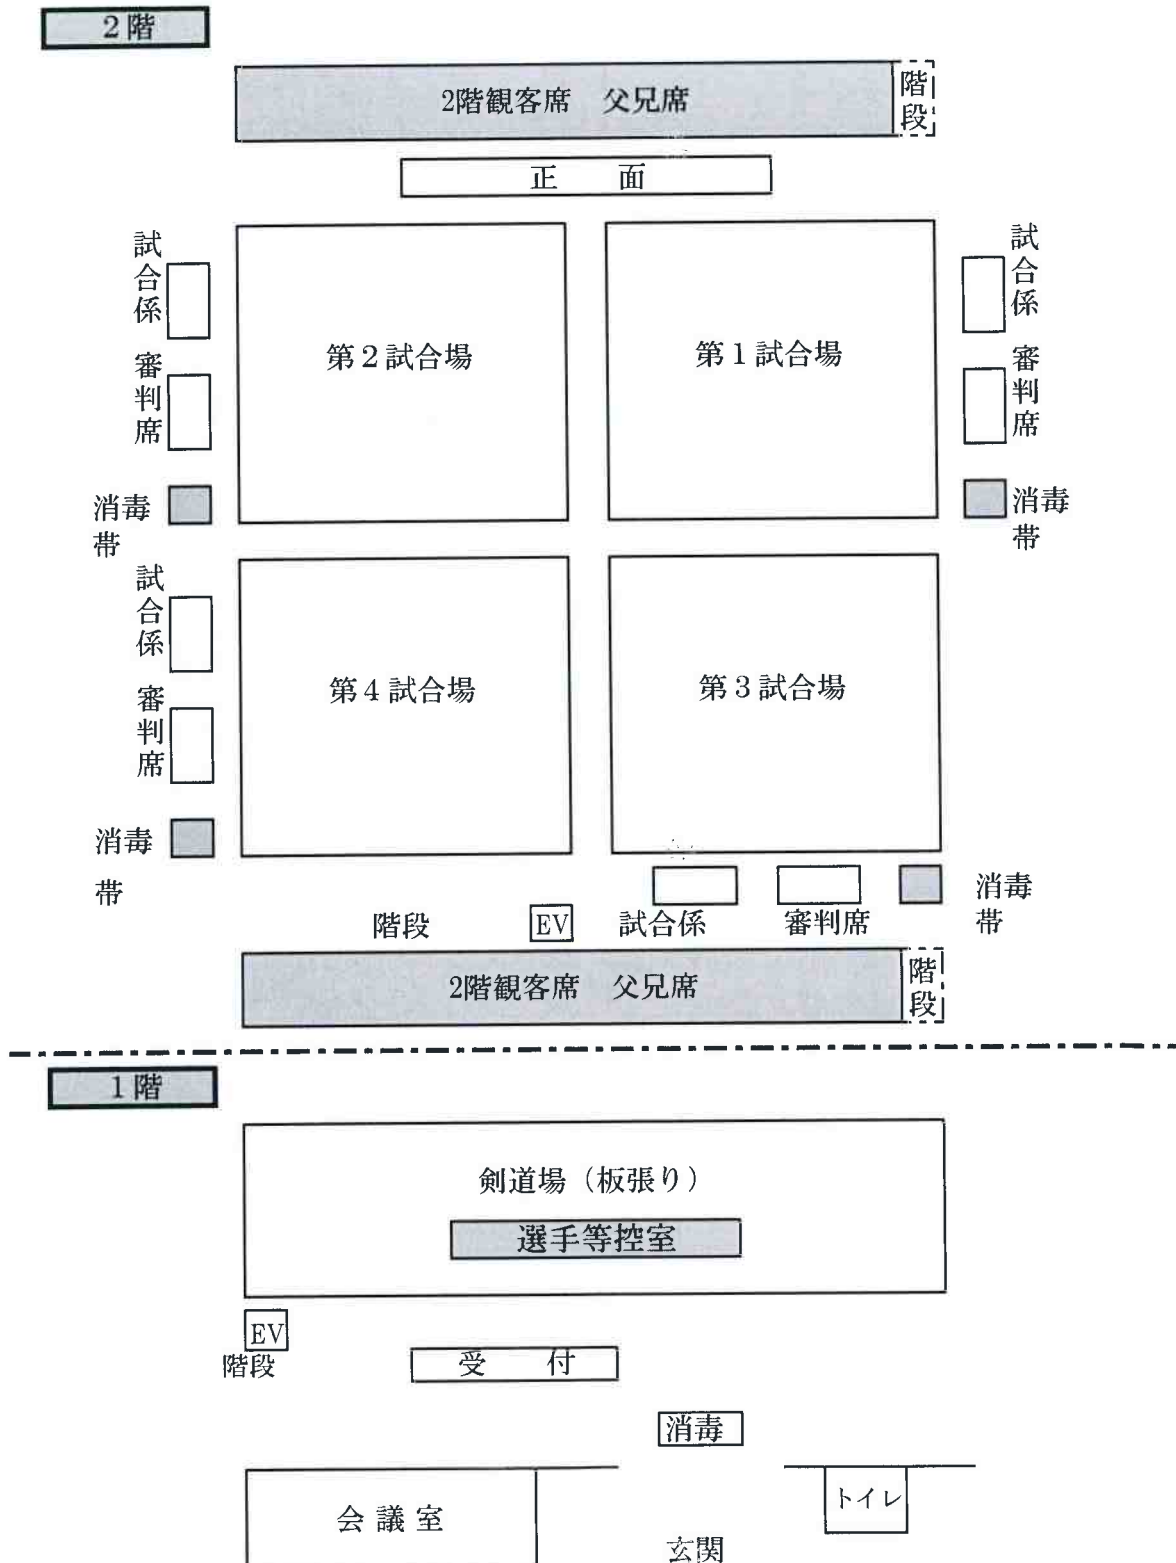 2階
2階観客席 父兄席
階段
正 面
試合係
審判席
消毒帯
第2試合場
第1試合場
試合係
審判席
消毒帯
試合係
審判席
消毒帯
第4試合場
第3試合場
階段
EV
試合係
審判席
消毒帯
2階観客席 父兄席
階段
1階
剣道場（板張り）
選手等控室
EV
階段
受 付
消毒
会 議 室
トイレ
玄関